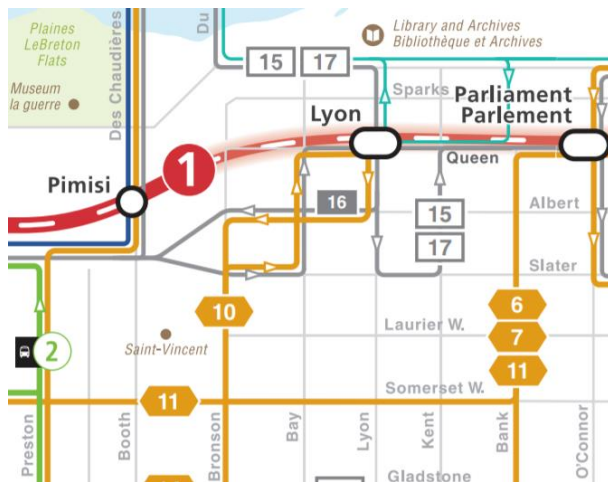 Plaines
LeBreton
Flats
Museum
la guerre
Des Chaudières
Du
15
17
Library and Archives
Bibliothèque et Archives
Sparks
Lyon
Parliament
Parlement
Queen
1
Pimisi
16
Albert
15
17
Slater
10
6
7
11
Laurier W.
Saint-Vincent
2
11
Somerset W.
Preston
Booth
Bronson
Bay
Lyon
Kent
Bank
O'Connor
Gladstone